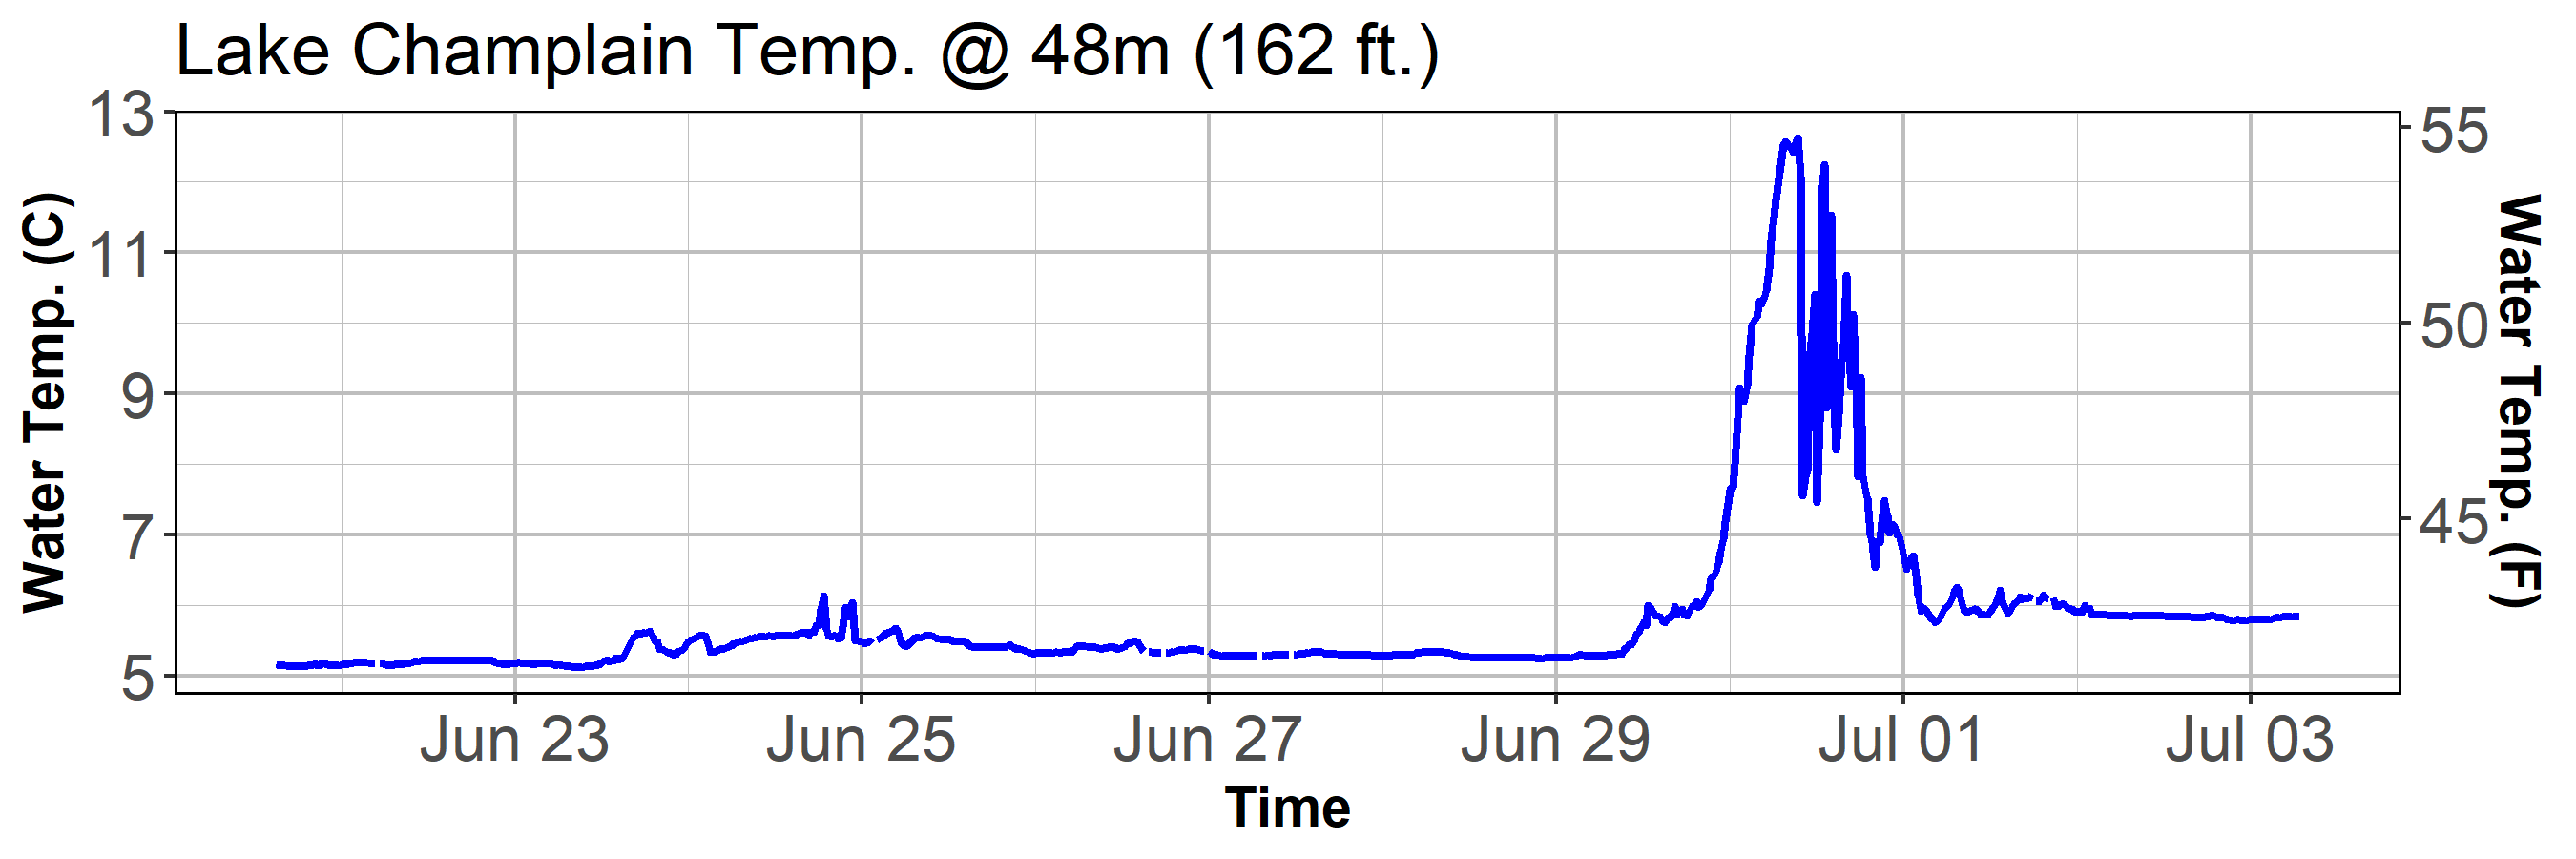 Lake Champlain Temp. @ 48m (162 ft.)
13
11
9
7
5
Water Temp. (C)
55
50
45
Water Temp. (F)
Jun 23 Jun 25 Jun 27 Jun 29 Jul 01 Jul 03
Time